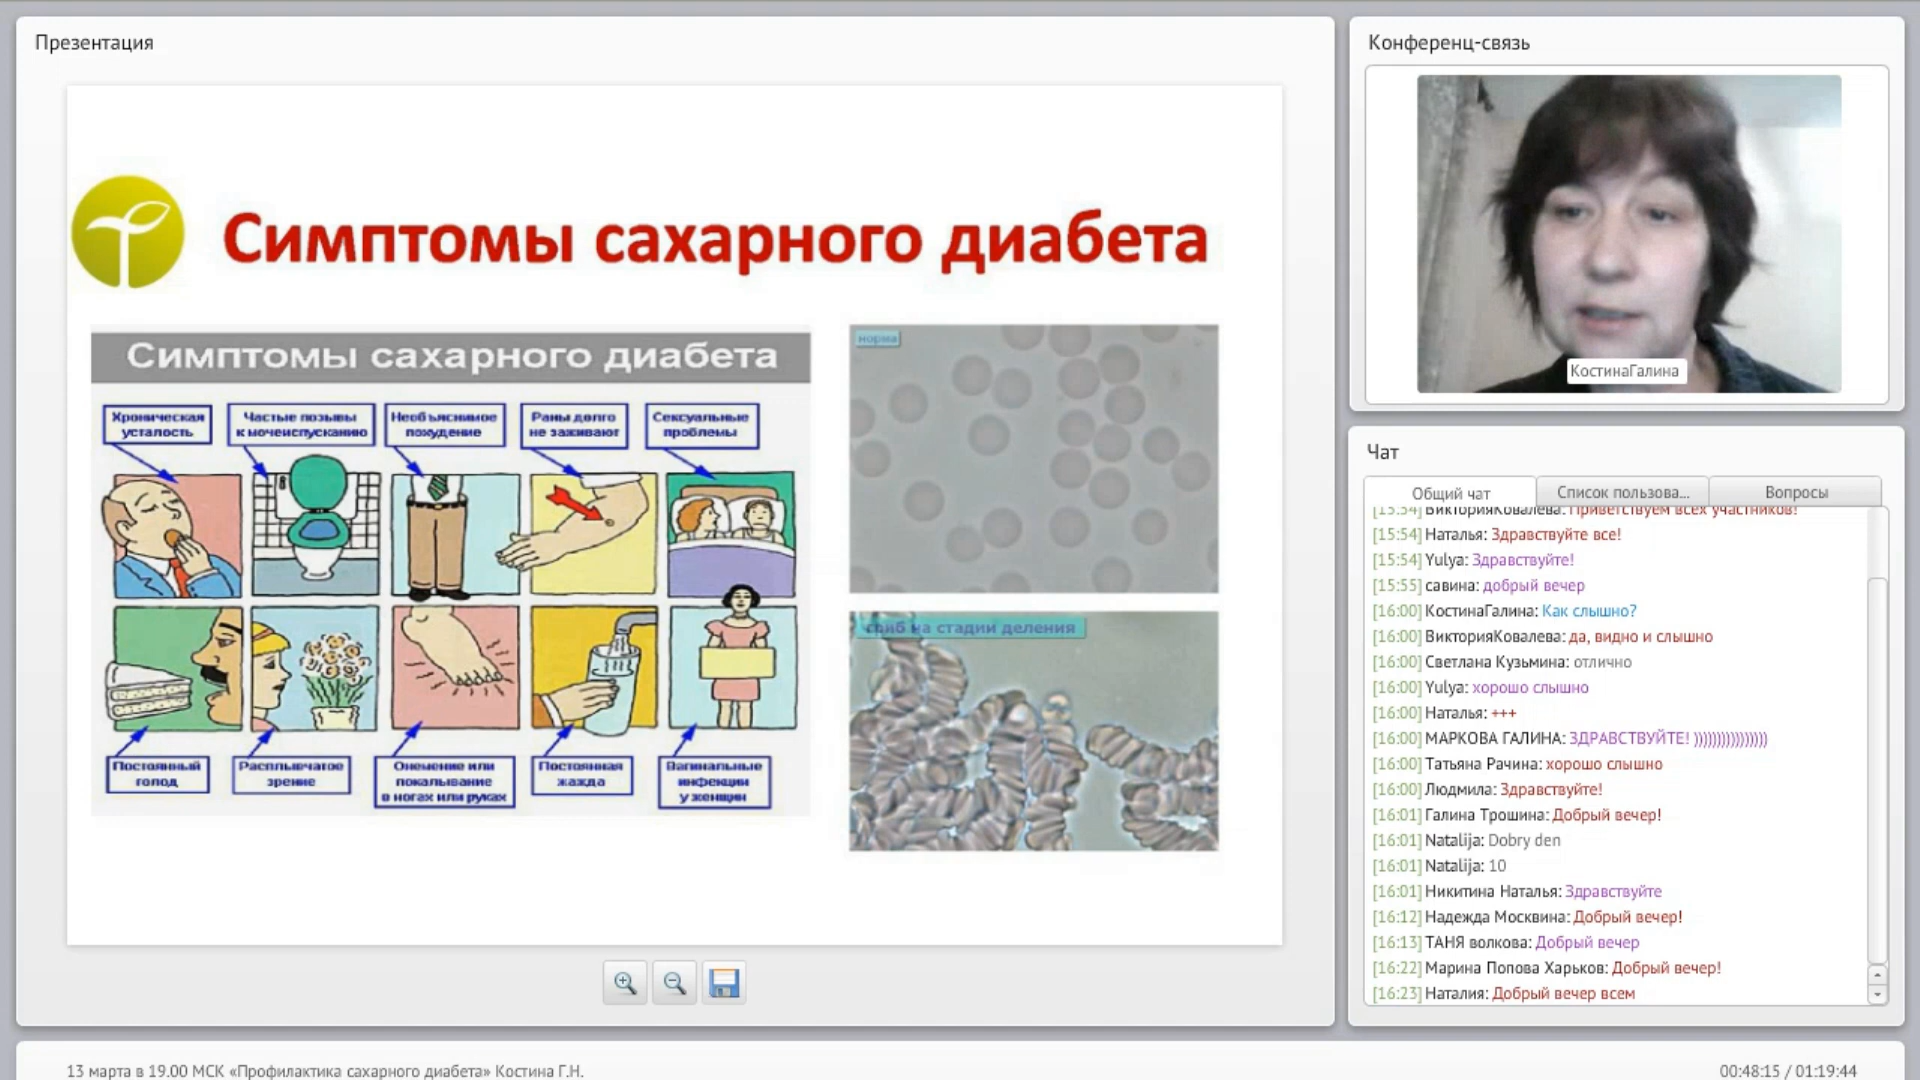 Презентация
Симптомы сахарного диабета
Симптомы сахарного диабета
Хроническая
усталость
Частые позывы
к мочеиспусканию
Необъяснимое
похудение
Раны долго
не заживают
Сексуальные
проблемы
Постоянный
голод
Расплывчатое
зрение
Онемение или
покалывание
в ногах или руках
Постоянная
жажда
Вагинальные
инфекции
у женщин
норма
гриб на стадии деления
Конференц-связь
КостинаГалина
Чат
Общий чат
Список пользова...
Вопросы
[15:54] ВикторияКовалева: Приветствуем всех участников!
[15:54] Наталья: Здравствуйте все!
[15:54] Yulya: Здравствуйте!
[15:55] савина: добрый вечер
[16:00] КостинаГалина: Как слышно?
[16:00] ВикторияКовалева: да, видно и слышно
[16:00] Светлана Кузьмина: отлично
[16:00] Yulya: хорошо слышно
[16:00] Наталья: +++
[16:00] МАРКОВА ГАЛИНА: ЗДРАВСТВУЙТЕ! ))))))))))))))))
[16:00] Татьяна Рачина: хорошо слышно
[16:00] Людмила: Здравствуйте!
[16:01] Галина Трошина: Добрый вечер!
[16:01] Natalija: Dobry den
[16:01] Natalija: 10
[16:01] Никитина Наталья: Здравствуйте
[16:12] Надежда Москвина: Добрый вечер!
[16:13] ТАНЯ волкова: Добрый вечер
[16:22] Марина Попова Харьков: Добрый вечер!
[16:23] Наталия: Добрый вечер всем
13 марта в 19.00 МСК «Профилактика сахарного диабета» Костина Г.Н.
00:48:15 / 01:19:44